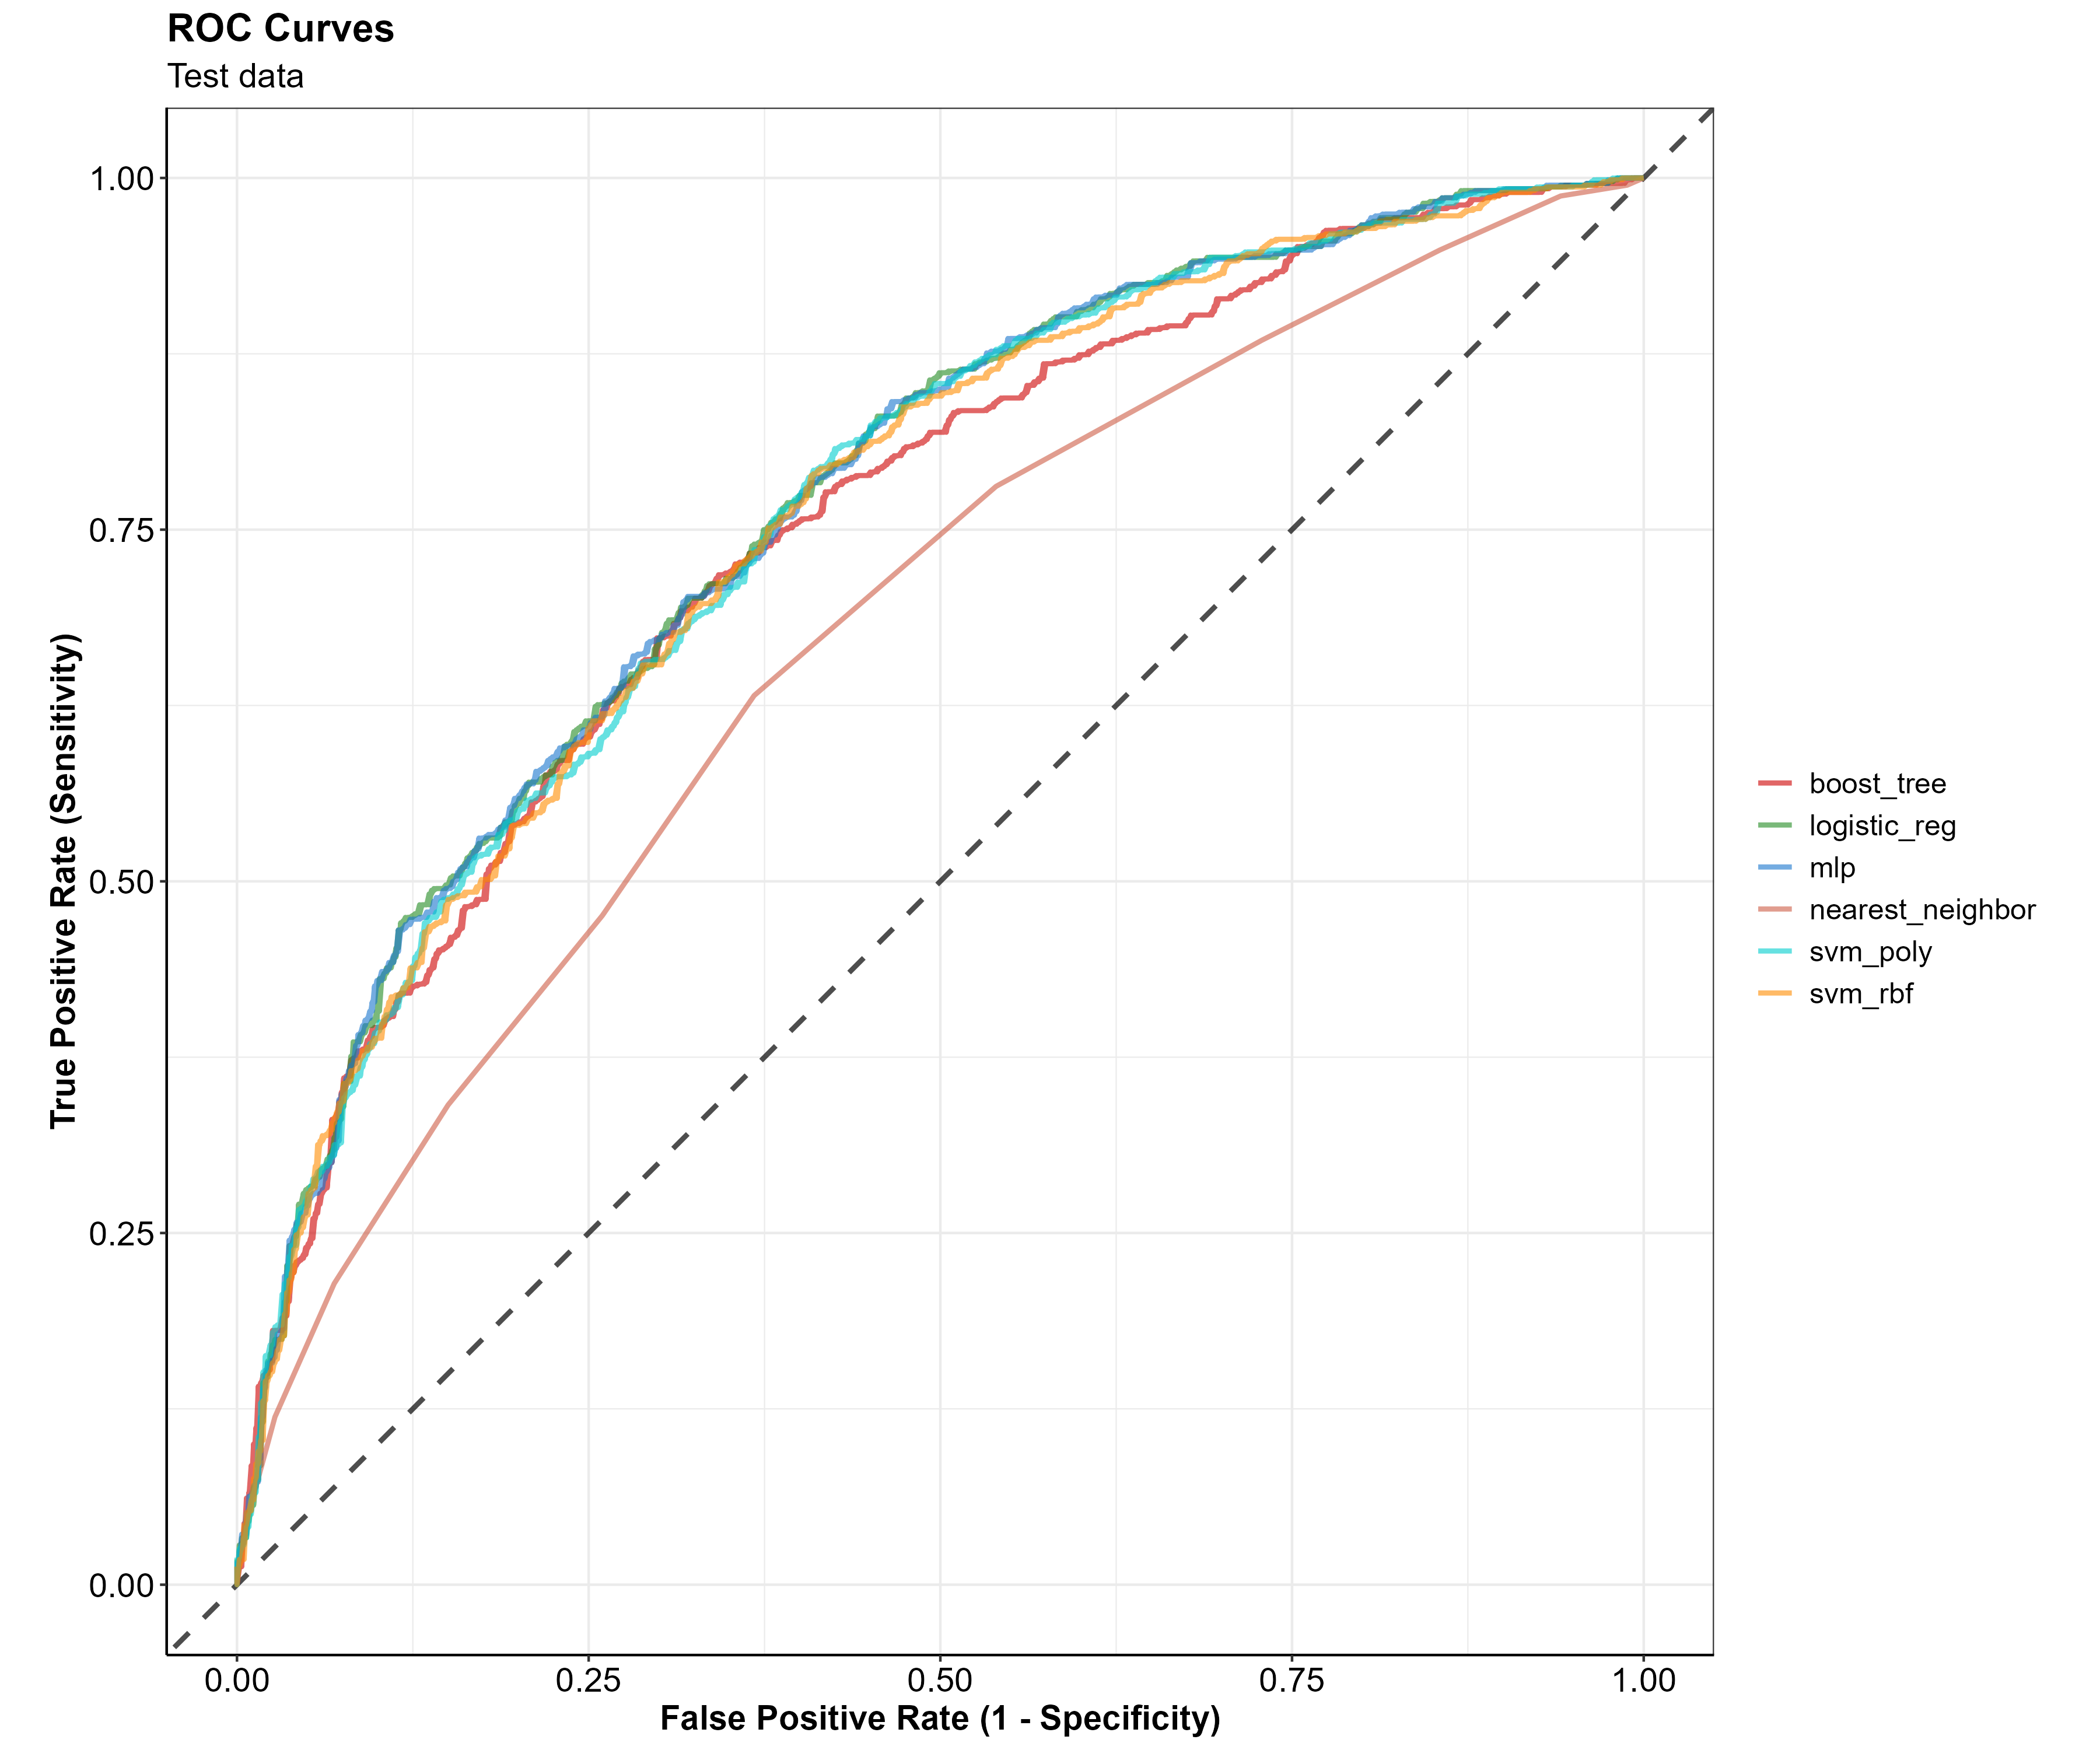 ROC Curves
Test data
1.00
0.75
0.50
0.25
0.00
True Positive Rate (Sensitivity)
0.00 0.25 0.50 0.75 1.00
False Positive Rate (1 - Specificity)
boost_tree
logistic_reg
mlp
nearest_neighbor
svm_poly
svm_rbf